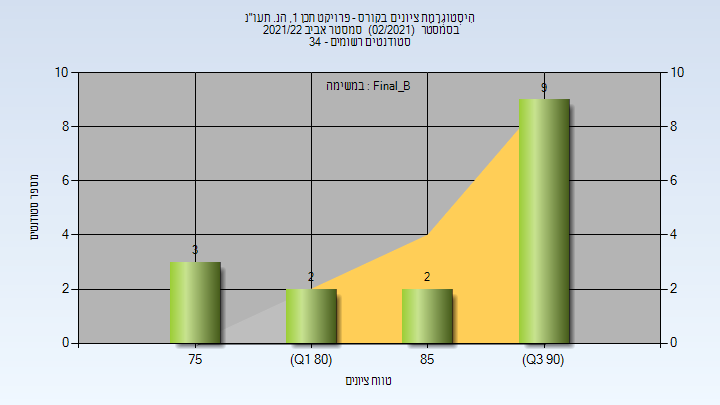 היסטוגרמת ציונים בקורס - פרויקט תכן 1, הנ. תעו"נ
בסמסטר (02/2021) סמסטר אביב 2021/22
סטודנטים רשומים - 34
במשימה : Final_B
מספר סטודנטים
10 10
8 8
6 6
4 4
2 2
0 0
3 2 2 9
75 (Q1 80) 85 (Q3 90)
טווח ציונים